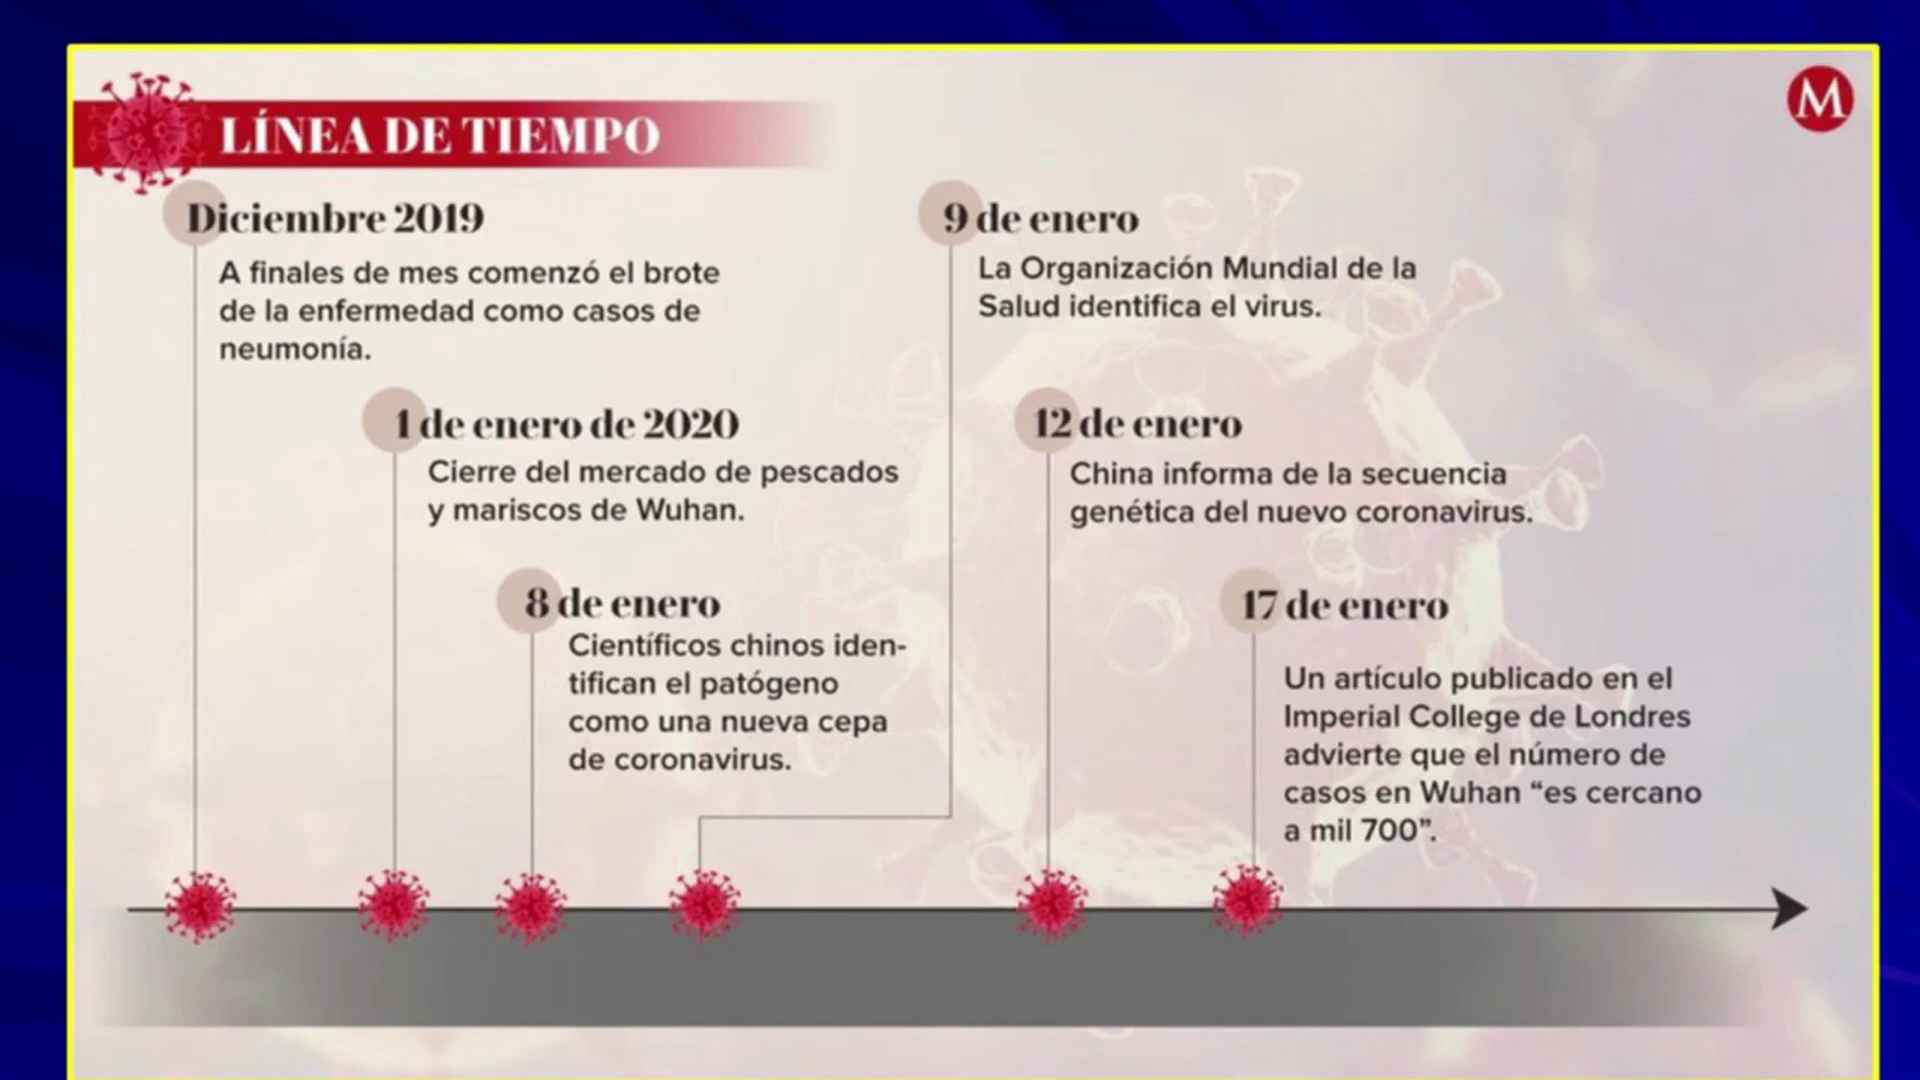 LÍNEA DE TIEMPO
M
Diciembre 2019
A finales de mes comenzó el brote
de la enfermedad como casos de
neumonía.
1 de enero de 2020
Cierre del mercado de pescados
y mariscos de Wuhan.
8 de enero
Científicos chinos iden-
tifican el patógeno
como una nueva cepa
de coronavirus.
9 de enero
La Organización Mundial de la
Salud identifica el virus.
12 de enero
China informa de la secuencia
genética del nuevo coronavirus.
17 de enero
Un artículo publicado en el
Imperial College de Londres
advierte que el número de
casos en Wuhan “es cercano
a mil 700”.